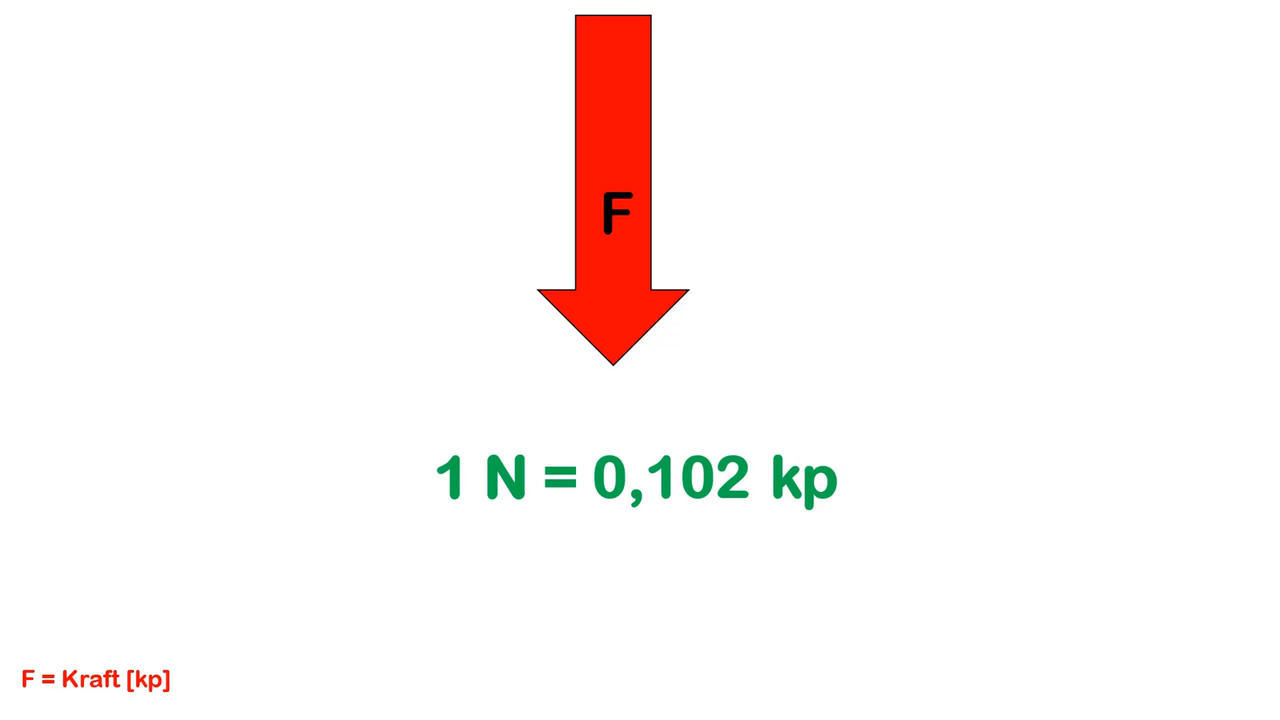 F
1 N = 0,102 kp
F = Kraft [kp]